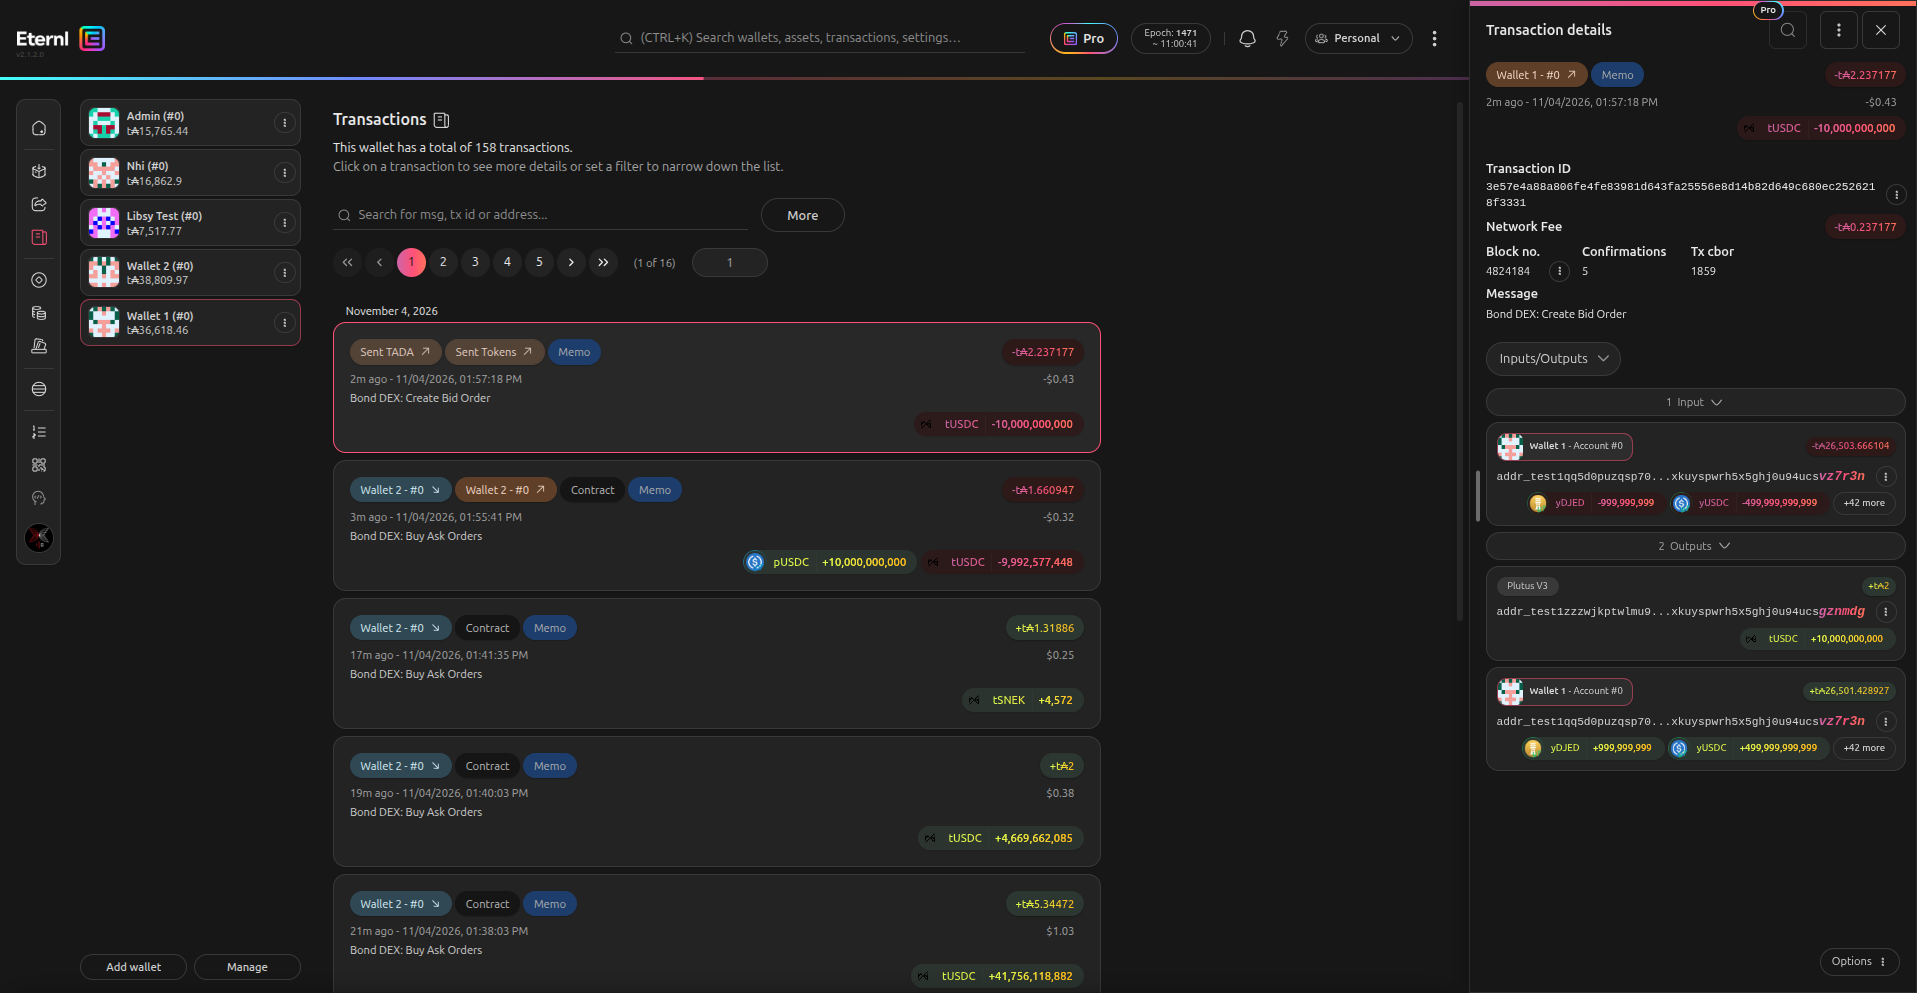 Eternl
v2.1.2.0
(CTRL+K) Search wallets, assets, transactions, settings...
Pro
Epoch: 1471
~ 11:00:41
Personal
Admin (#0)
t₳15,765.44
Nhi (#0)
t₳16,862.9
Libsy Test (#0)
t₳7,517.77
Wallet 2 (#0)
t₳38,809.97
Wallet 1 (#0)
t₳36,618.46
Add wallet
Manage
Transactions
This wallet has a total of 158 transactions.
Click on a transaction to see more details or set a filter to narrow down the list.
Search for msg, tx id or address...
More
1 2 3 4 5 (1 of 16) 1
November 4, 2026
Sent TADA Sent Tokens Memo -t₳2.237177
2m ago - 11/04/2026, 01:57:18 PM -$0.43
Bond DEX: Create Bid Order
tUSDC -10,000,000,000
Wallet 2 - #0 Wallet 2 - #0 Contract Memo -t₳1.660947
3m ago - 11/04/2026, 01:55:41 PM -$0.32
Bond DEX: Buy Ask Orders
pUSDC +10,000,000,000 tUSDC -9,992,577,448
Wallet 2 - #0 Contract Memo +t₳1.31886
17m ago - 11/04/2026, 01:41:35 PM $0.25
Bond DEX: Buy Ask Orders
tSNEK +4,572
Wallet 2 - #0 Contract Memo +t₳2
19m ago - 11/04/2026, 01:40:03 PM $0.38
Bond DEX: Buy Ask Orders
tUSDC +4,669,662,085
Wallet 2 - #0 Contract Memo +t₳5.34472
21m ago - 11/04/2026, 01:38:03 PM $1.03
Bond DEX: Buy Ask Orders
tUSDC +41,756,118,882
Pro
Transaction details
Wallet 1 - #0 Memo -t₳2.237177
2m ago - 11/04/2026, 01:57:18 PM -$0.43
tUSDC -10,000,000,000
Transaction ID
3e57e4a88a806fe4fe83981d643fa25556e8d14b82d649c680ec252621
8f3331
Network Fee -t₳0.237177
Block no. Confirmations Tx cbor
4824184 5 1859
Message
Bond DEX: Create Bid Order
Inputs/Outputs
1 Input
Wallet 1 - Account #0 -t₳26,503.666104
addr_test1qq5d0puzqsp70...xkuyspwrh5x5ghj0u94ucsvz7r3n
yDJED -999,999,999 yUSDC -499,999,999,999 +42 more
2 Outputs
Plutus V3 +t₳2
addr_test1zzzwjkptwlmu9...xkuyspwrh5x5ghj0u94ucsgznmdg
tUSDC +10,000,000,000
Wallet 1 - Account #0 +t₳26,501.428927
addr_test1qq5d0puzqsp70...xkuyspwrh5x5ghj0u94ucsvz7r3n
yDJED +999,999,999 yUSDC +499,999,999,999 +42 more
Options